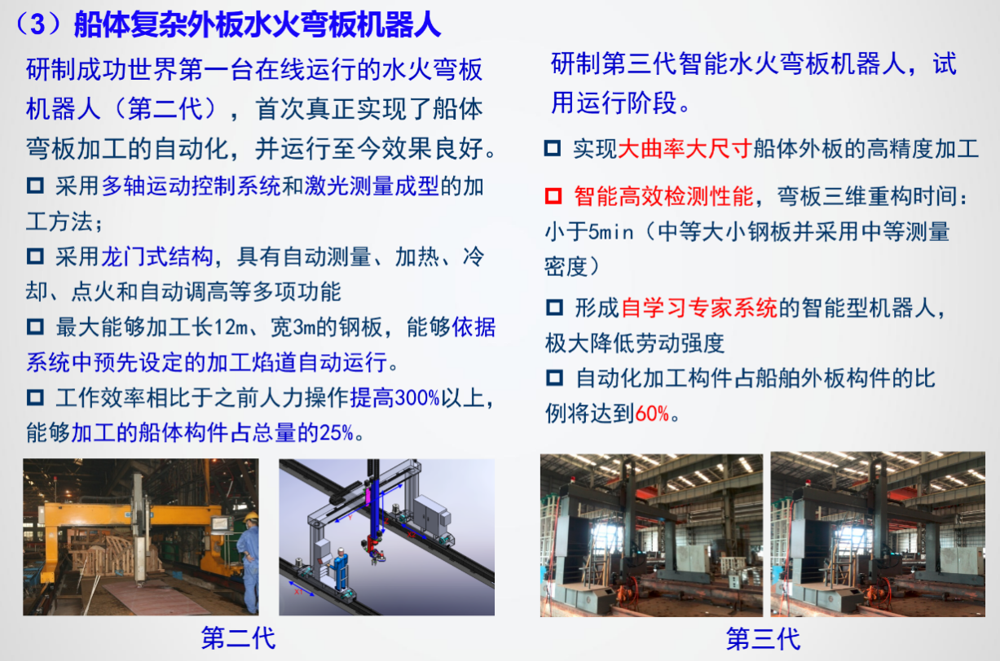 （3）船体复杂外板水火弯板机器人
研制成功世界第一台在线运行的水火弯板
机器人（第二代），首次真正实现了船体
弯板加工的自动化，并运行至今效果良好。
采用多轴运动控制系统和激光测量成型的加
工方法；
采用龙门式结构，具有自动测量、加热、冷
却、点火和自动调高等多项功能
最大能够加工长12m、宽3m的钢板，能够依据
系统中预先设定的加工焰道自动运行。
工作效率相比于之前人力操作提高300%以上，
能够加工的船体构件占总量的25%。
第二代
研制第三代智能水火弯板机器人，试
用运行阶段。
实现大曲率大尺寸船体外板的高精度加工
智能高效检测性能，弯板三维重构时间：
小于5min（中等大小钢板并采用中等测量
密度）
形成自学习专家系统的智能型机器人，
极大降低劳动强度
自动化加工构件占船舶外板构件的比
例将达到60%。
第三代